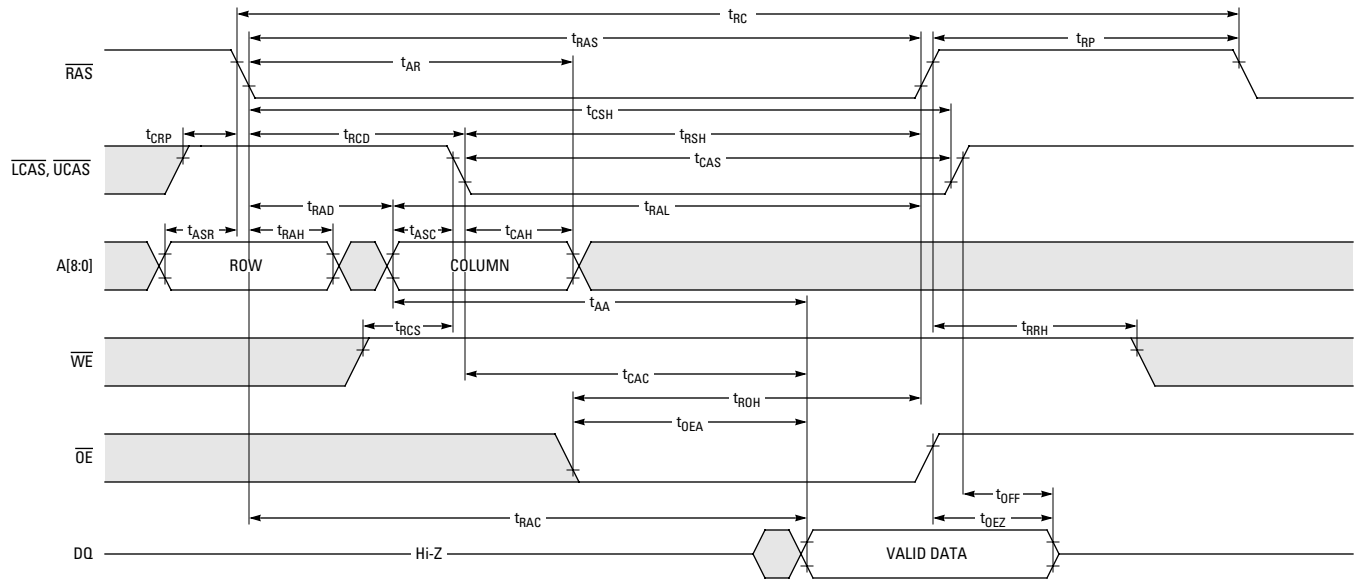 tRC
tRAS
tRP
tAR
RAS
tCSH
tCRP
tRCD
tRSH
tCAS
LCAS, UCAS
tRAD
tRAL
tASR
tRAH
tASC
tCAH
A[8:0]
ROW
COLUMN
tAA
tRCS
tRRH
WE
tCAC
tROH
tOEA
OE
tOFF
tRAC
tOEZ
DQ
Hi-Z
VALID DATA